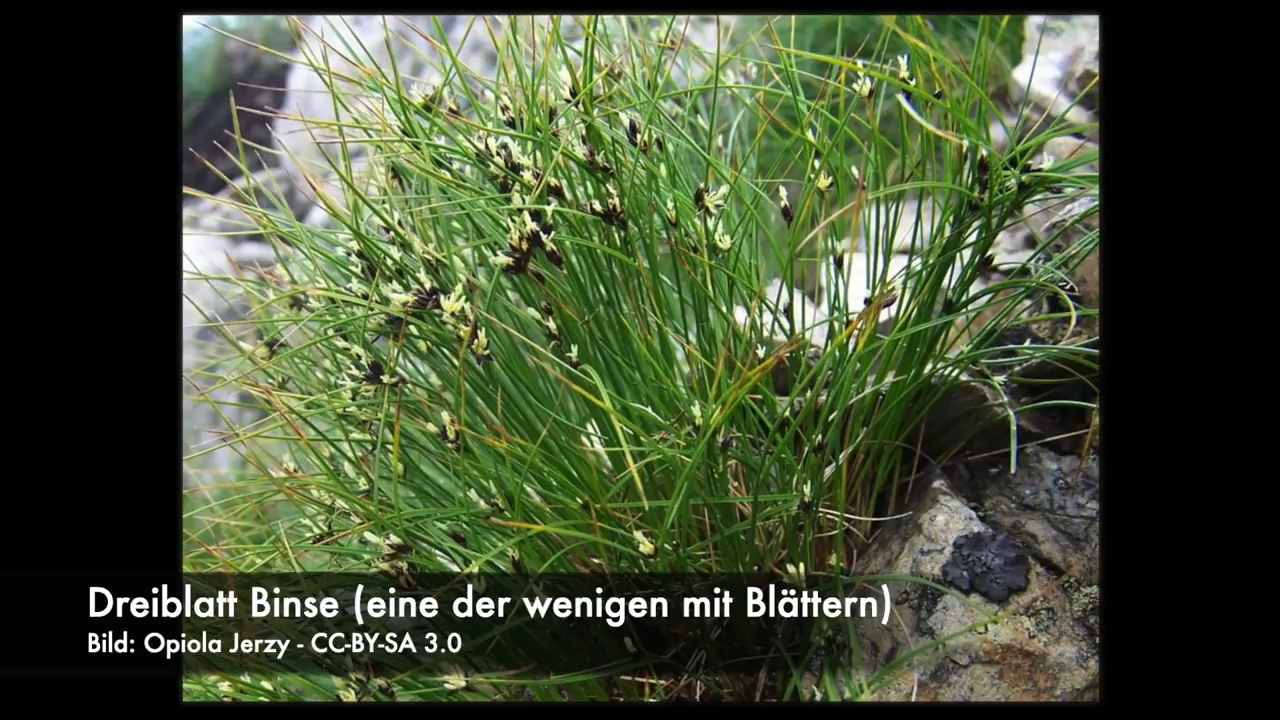 Dreiblatt Binse (eine der wenigen mit Blättern)
Bild: Opiola Jerzy - CC-BY-SA 3.0